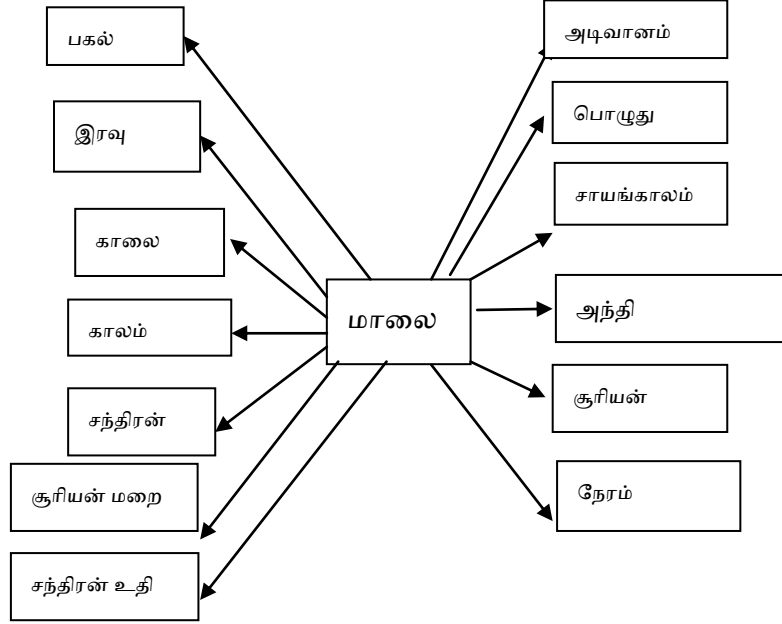 பகல்
இரவு
காலை
காலம்
சந்திரன்
சூரியன் மறை
சந்திரன் உதி
மாலை
அடிவானம்
பொழுது
சாயங்காலம்
அந்தி
சூரியன்
நேரம்